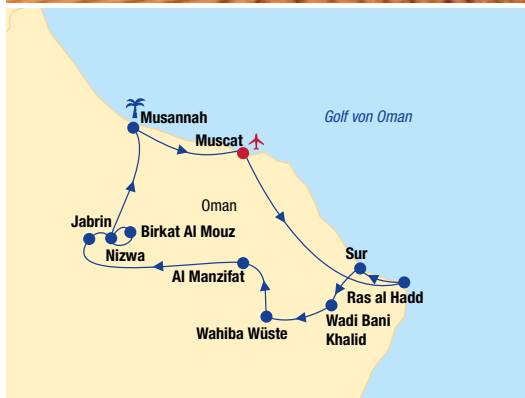 Golf von Oman
Musannah
Muscat
Oman
Jabrin
Birkat Al Mouz
Nizwa
Sur
Al Manzifat
Ras al Hadd
Wahiba Wüste
Wadi Bani
Khalid